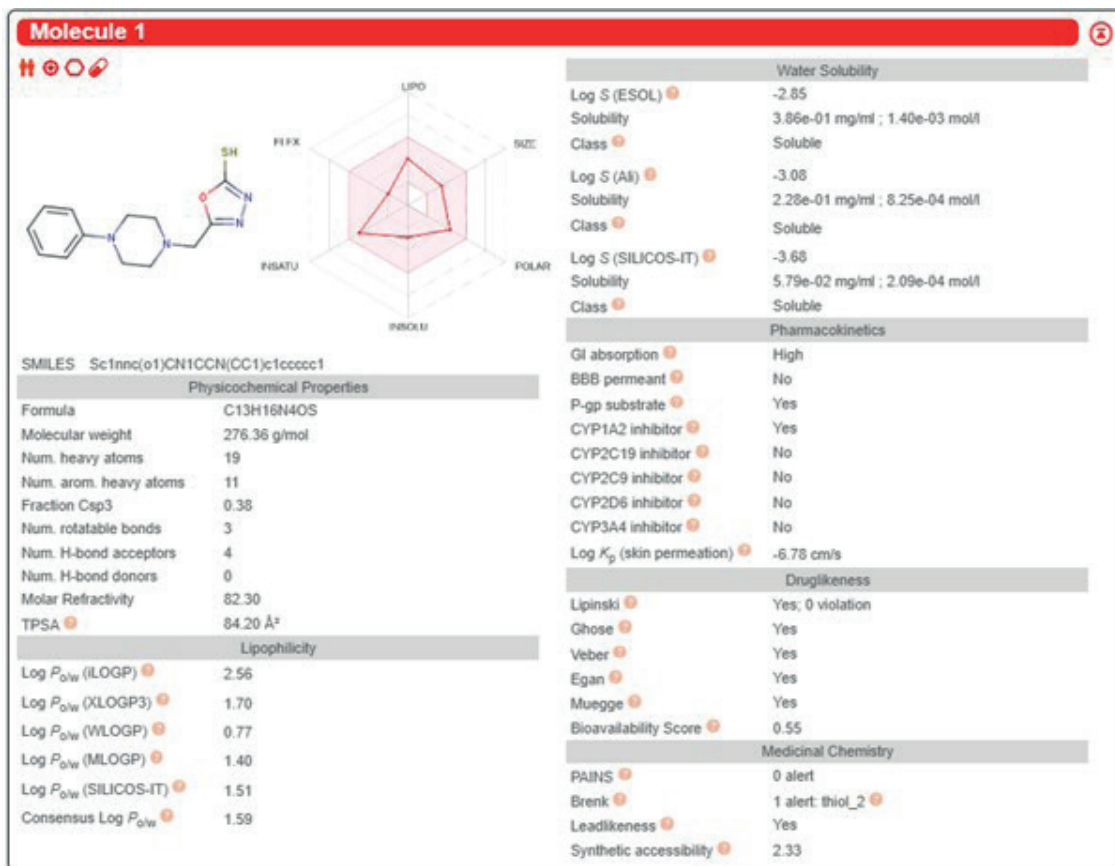 Molecule 1
SH
O
N
N
N
N
LIPO
SIZE
POLAR
INSOLU
INSATU
FLEX
SMILES Sc1nnc(o1)CN1CCN(CC1)c1ccccc1
Physicochemical Properties
Formula C13H16N4OS
Molecular weight 276.36 g/mol
Num. heavy atoms 19
Num. arom. heavy atoms 11
Fraction Csp3 0.38
Num. rotatable bonds 3
Num. H-bond acceptors 4
Num. H-bond donors 0
Molar Refractivity 82.30
TPSA ? 84.20 Å²
Lipophilicity
Log Po/w (iLOGP) ? 2.56
Log Po/w (XLOGP3) ? 1.70
Log Po/w (WLOGP) ? 0.77
Log Po/w (MLOGP) ? 1.40
Log Po/w (SILICOS-IT) ? 1.51
Consensus Log Po/w ? 1.59
Water Solubility
Log S (ESOL) ? -2.85
Solubility 3.86e-01 mg/ml ; 1.40e-03 mol/l
Class ? Soluble
Log S (Ali) ? -3.08
Solubility 2.28e-01 mg/ml ; 8.25e-04 mol/l
Class ? Soluble
Log S (SILICOS-IT) ? -3.68
Solubility 5.79e-02 mg/ml ; 2.09e-04 mol/l
Class ? Soluble
Pharmacokinetics
GI absorption ? High
BBB permeant ? No
P-gp substrate ? Yes
CYP1A2 inhibitor ? Yes
CYP2C19 inhibitor ? No
CYP2C9 inhibitor ? No
CYP2D6 inhibitor ? No
CYP3A4 inhibitor ? No
Log Kp (skin permeation) ? -6.78 cm/s
Druglikeness
Lipinski ? Yes; 0 violation
Ghose ? Yes
Veber ? Yes
Egan ? Yes
Muegge ? Yes
Bioavailability Score ? 0.55
Medicinal Chemistry
PAINS ? 0 alert
Brenk ? 1 alert: thiol_2 ?
Leadlikeness ? Yes
Synthetic accessibility ? 2.33